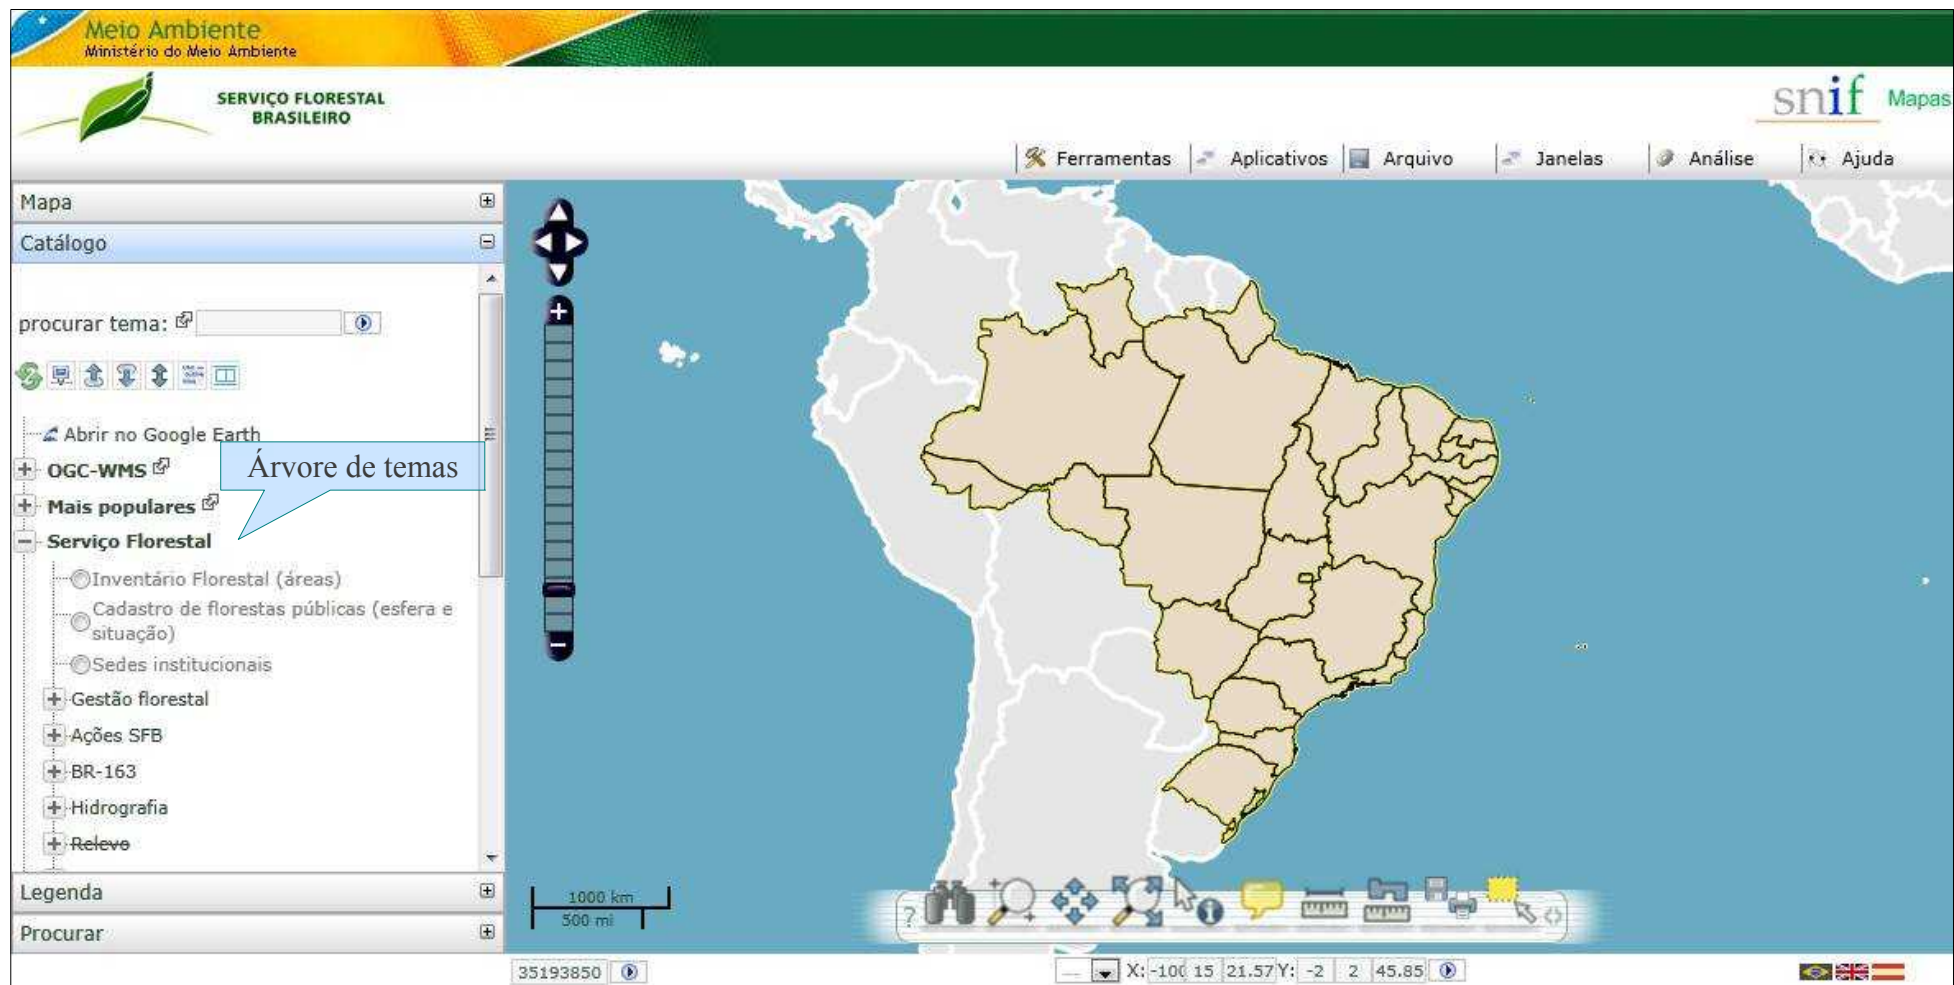 Meio Ambiente
Ministério do Meio Ambiente
SERVIÇO FLORESTAL
BRASILEIRO
snif Mapas
Ferramentas Aplicativos Arquivo Janelas Análise Ajuda
Mapa
Catálogo
procurar tema:
Abrir no Google Earth
OGC-WMS
Árvore de temas
Mais populares
Serviço Florestal
Inventário Florestal (áreas)
Cadastro de florestas públicas (esfera e
situação)
Sedes institucionais
Gestão florestal
Ações SFB
BR-163
Hidrografia
Relevo
Legenda
Procurar
1000 km
500 mi
?
35193850
--- X: -100 15 21.57 Y: -2 2 45.85